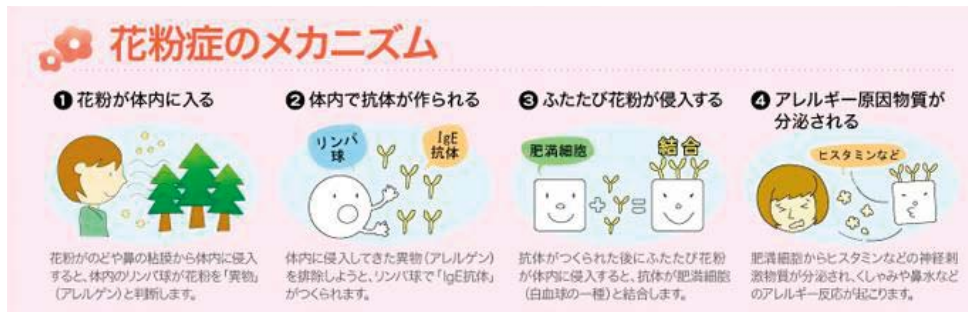 花粉症のメカニズム
❶ 花粉が体内に入る
花粉がのどや鼻の粘膜から体内に侵入
すると、体内のリンパ球が花粉を「異物」
（アレルゲン）と判断します。
❷ 体内で抗体が作られる
リンパ
球
IgE
抗体
体内に侵入してきた異物（アレルゲン）
を排除しようと、リンパ球で「IgE抗体」
がつくられます。
❸ ふたたび花粉が侵入する
肥満細胞
結合
抗体がつくられた後にふたたび花粉
が体内に侵入すると、抗体が肥満細胞
（白血球の一種）と結合します。
❹ アレルギー原因物質が
分泌される
ヒスタミンなど
肥満細胞からヒスタミンなどの神経刺
激物質が分泌され、くしゃみや鼻水など
のアレルギー反応が起こります。